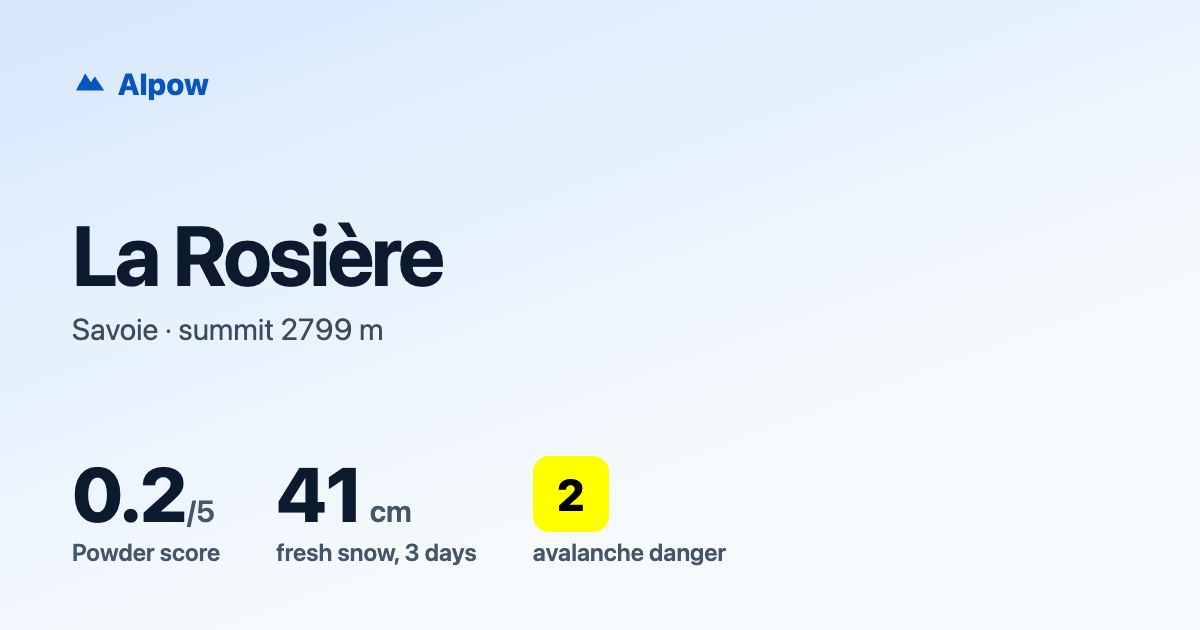 Alpow
La Rosière
Savoie · summit 2799 m
0.2/5 41 cm 2
Powder score fresh snow, 3 days avalanche danger